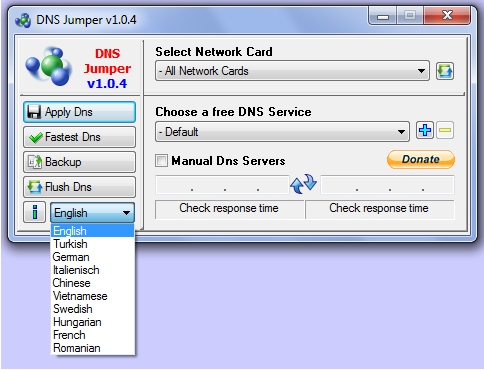 DNS Jumper v1.0.4
DNS
Jumper
v1.0.4
Select Network Card
- All Network Cards
Apply Dns
Fastest Dns
Backup
Flush Dns
Choose a free DNS Service
- Default
Manual Dns Servers
Donate
. . . . . .
Check response time Check response time
i English
English
Turkish
German
Italienisch
Chinese
Vietnamese
Swedish
Hungarian
French
Romanian